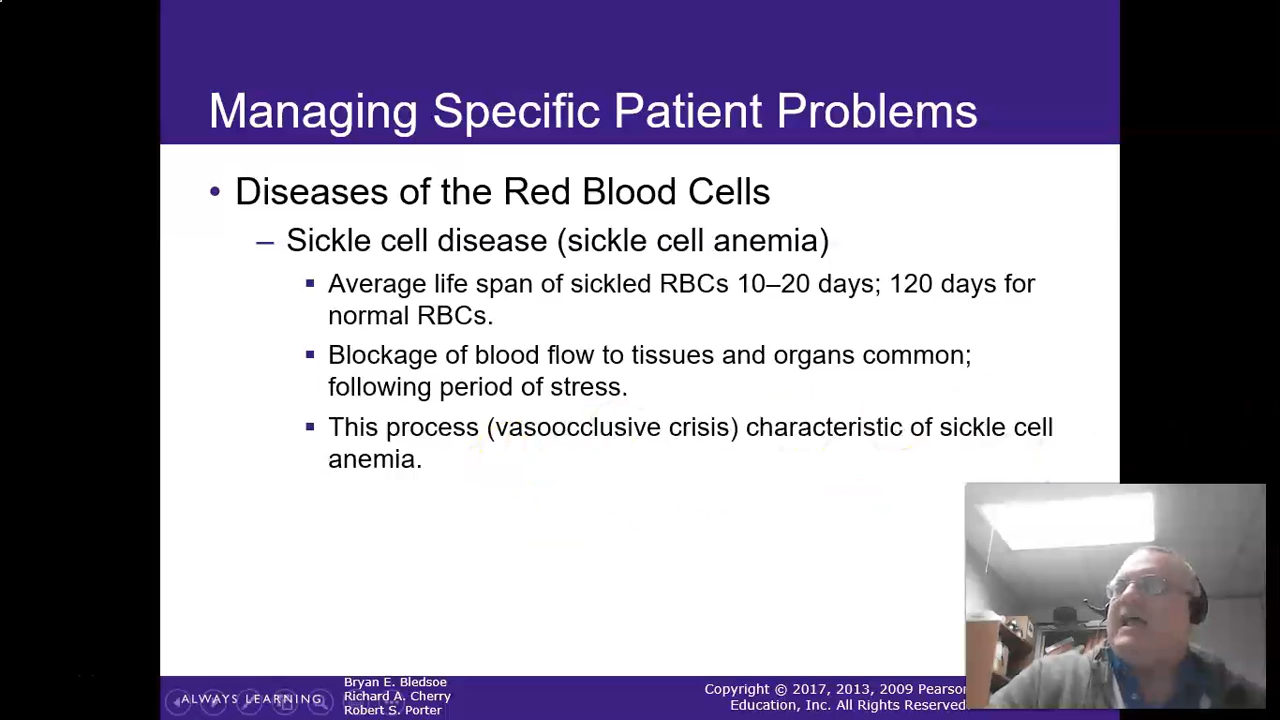 Managing Specific Patient Problems
• Diseases of the Red Blood Cells
– Sickle cell disease (sickle cell anemia)
▪ Average life span of sickled RBCs 10–20 days; 120 days for
normal RBCs.
▪ Blockage of blood flow to tissues and organs common;
following period of stress.
▪ This process (vasoocclusive crisis) characteristic of sickle cell
anemia.
ALWAYS LEARNING
Bryan E. Bledsoe
Richard A. Cherry
Robert S. Porter
Copyright © 2017, 2013, 2009 Pearson
Education, Inc. All Rights Reserved.